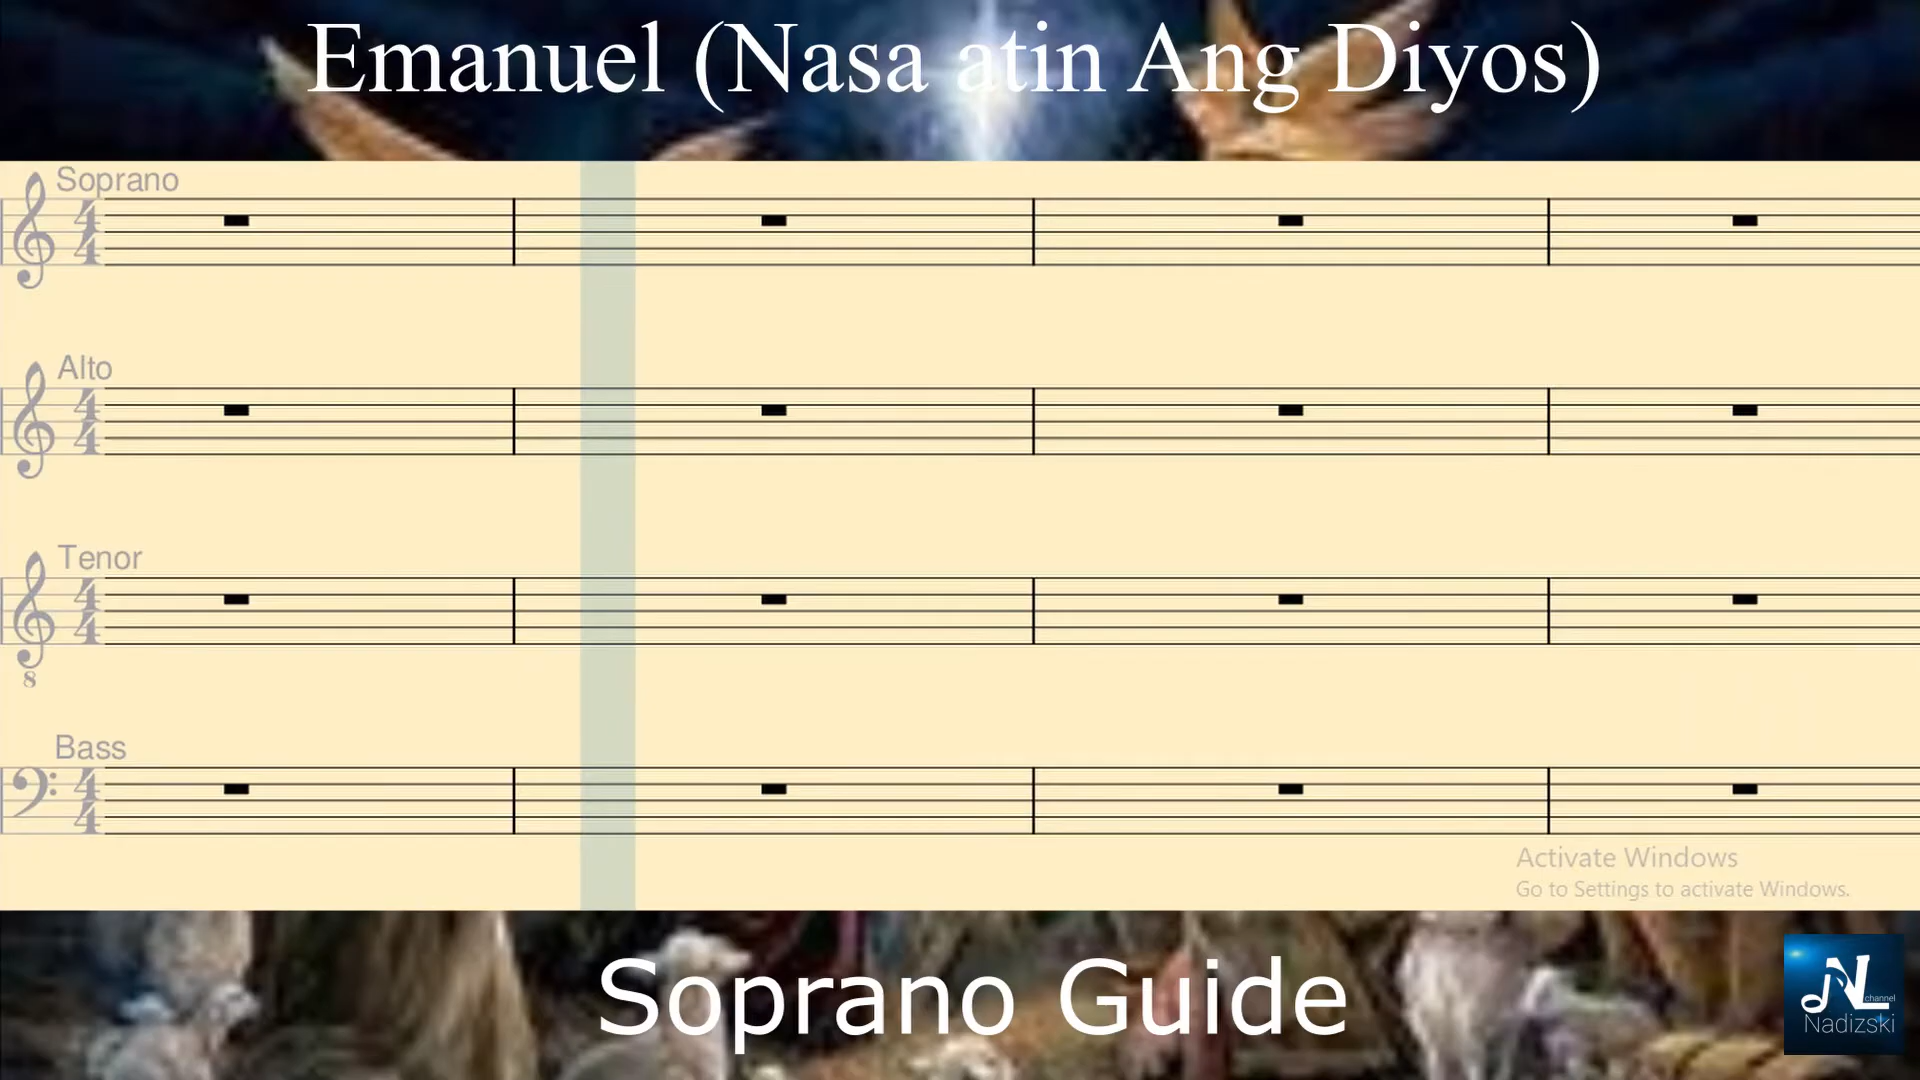 Emanuel (Nasa atin Ang Diyos)
Soprano
4
4
Alto
4
4
Tenor
4
4
8
Bass
4
4
Activate Windows
Go to Settings to activate Windows.
Soprano Guide
NL
channel
Nadizski